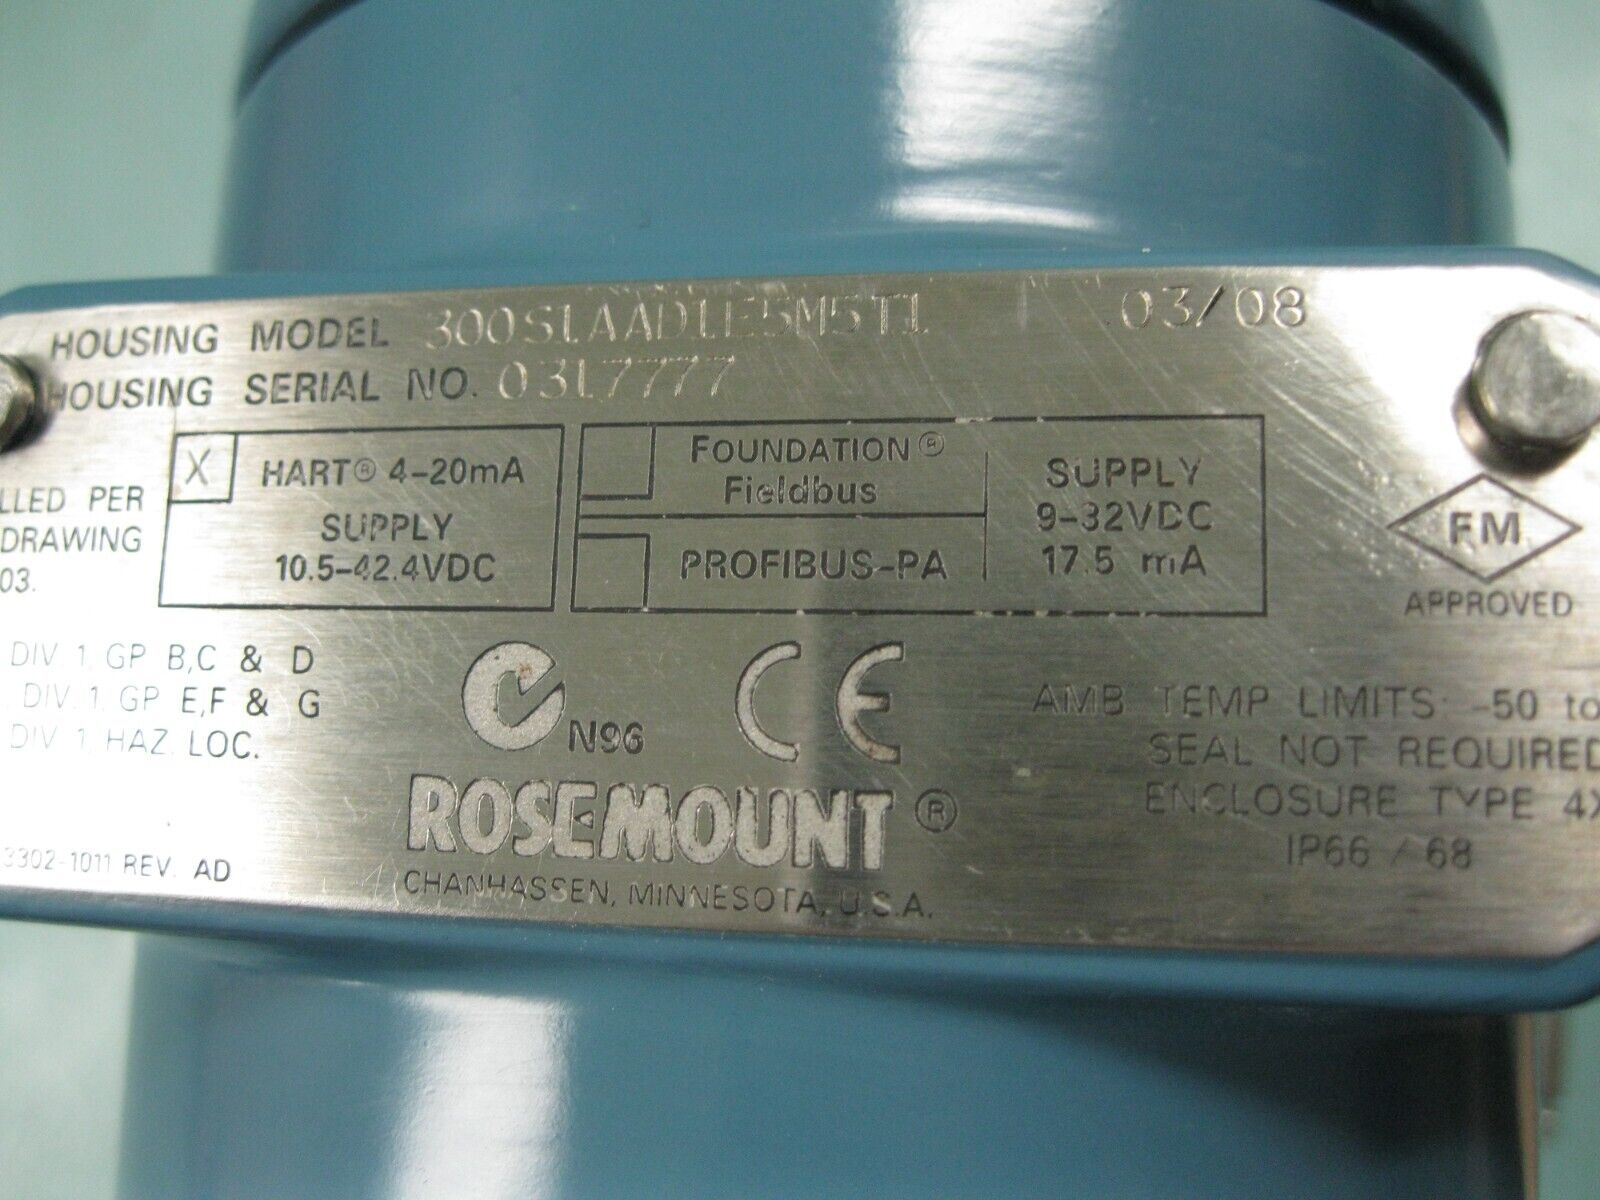 HOUSING MODEL 300S1AAD1E5M5T1 03/08
HOUSING SERIAL NO. 0317777
X HART® 4-20mA
SUPPLY
10.5-42.4VDC
FOUNDATION®
Fieldbus
PROFIBUS-PA
SUPPLY
9-32VDC
17.5 mA
FM
APPROVED
LLED PER
DRAWING
03.
DIV. 1, GP B,C & D
DIV. 1, GP E,F & G
DIV 1, HAZ. LOC.
N96
CE
AMB TEMP LIMITS: -50 to
SEAL NOT REQUIRED
ENCLOSURE TYPE 4X
IP66 / 68
ROSEMOUNT®
CHANHASSEN, MINNESOTA, U.S.A.
3302-1011 REV. AD